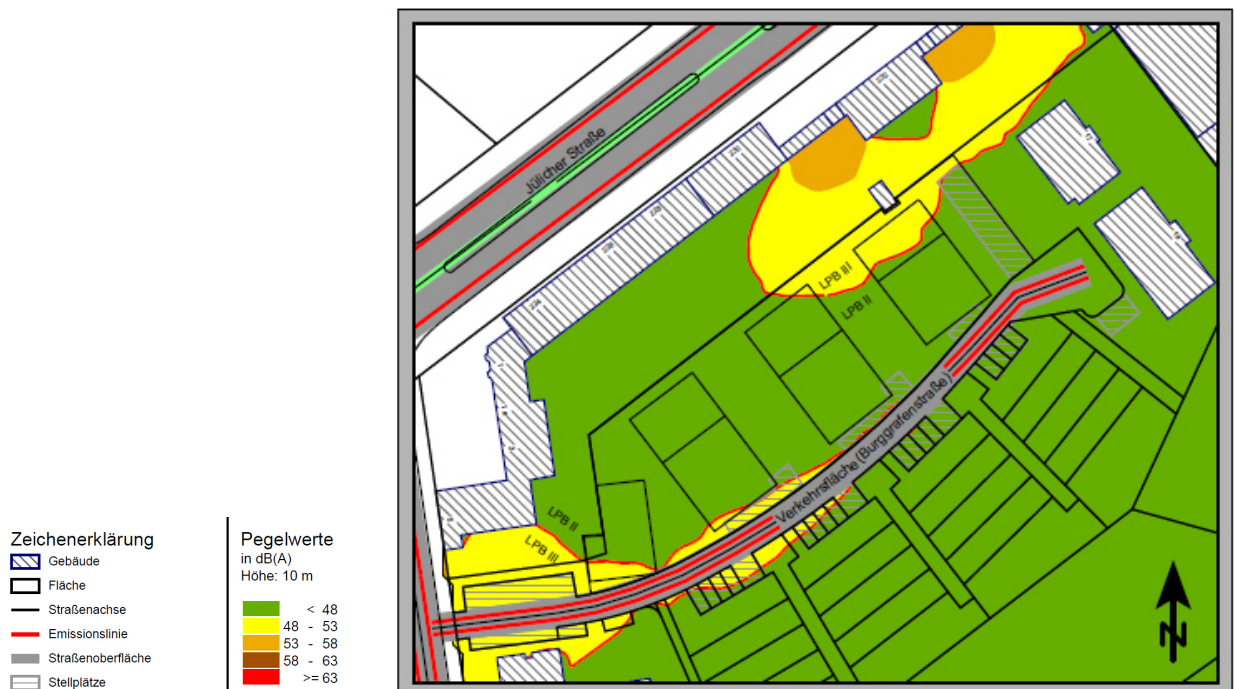 Jülicher Straße
LPB III
LPB II
Verkehrsfläche (Burggrafenstraße)
LPB II
LPB III
N
Zeichenerklärung
Gebäude
Fläche
Straßenachse
Emissionslinie
Straßenoberfläche
Stellplätze
Pegelwerte
in dB(A)
Höhe: 10 m
< 48
48 - 53
53 - 58
58 - 63
>= 63